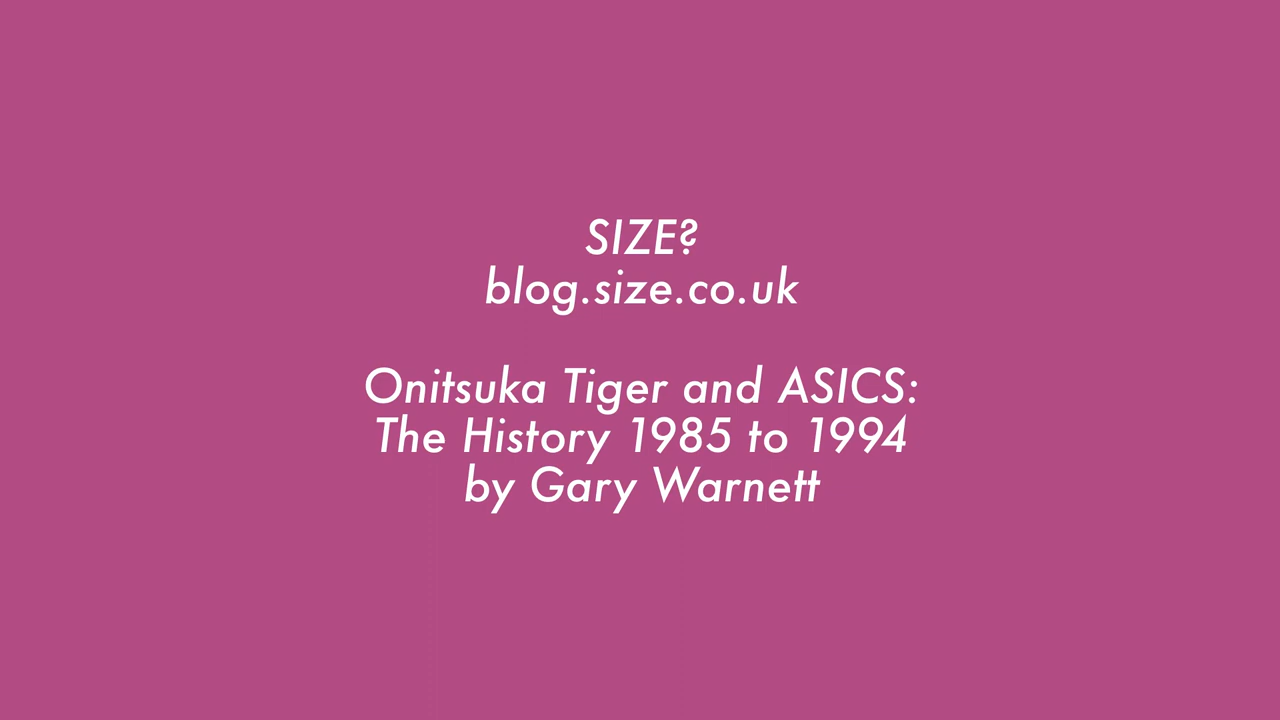 SIZE?
blog.size.co.uk
Onitsuka Tiger and ASICS:
The History 1985 to 1994
by Gary Warnett